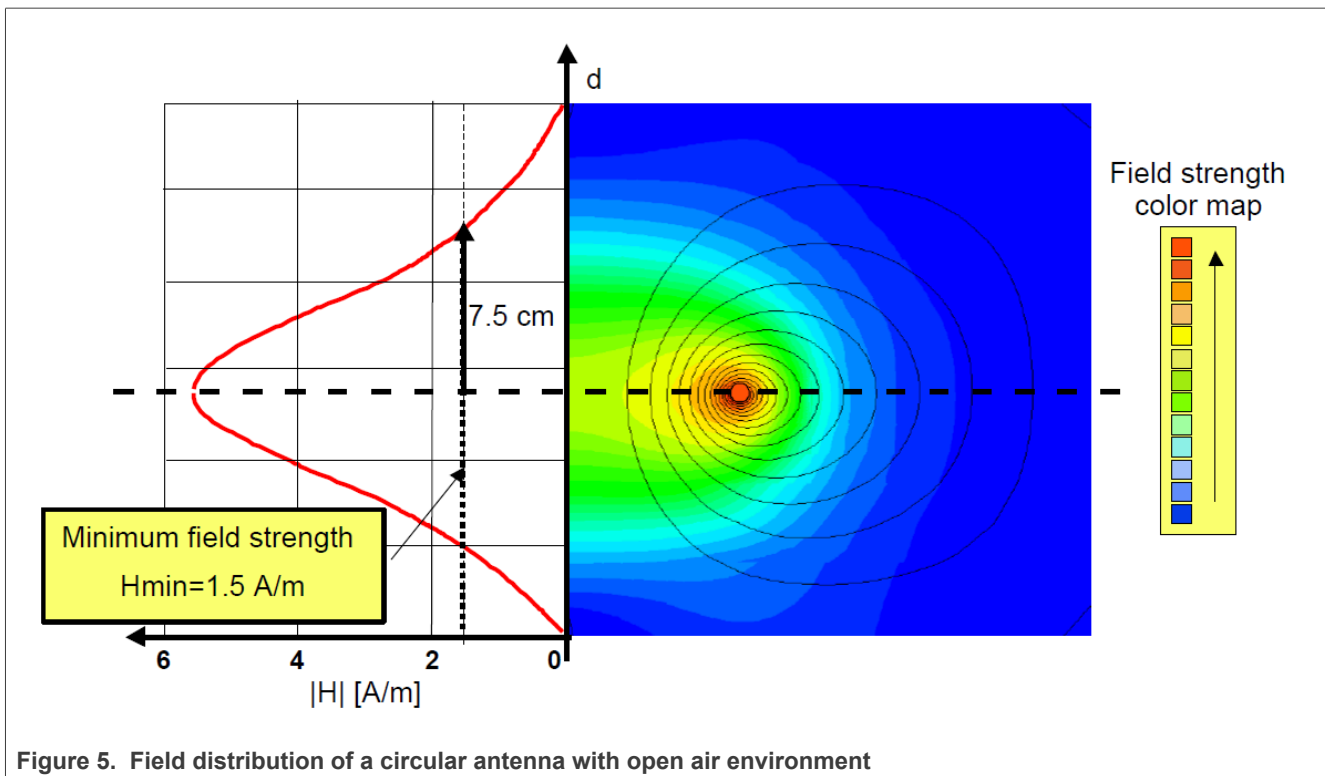 d
Field strength
color map
7.5 cm
Minimum field strength
Hmin=1.5 A/m
6 4 2 0
|H| [A/m]
Figure 5. Field distribution of a circular antenna with open air environment